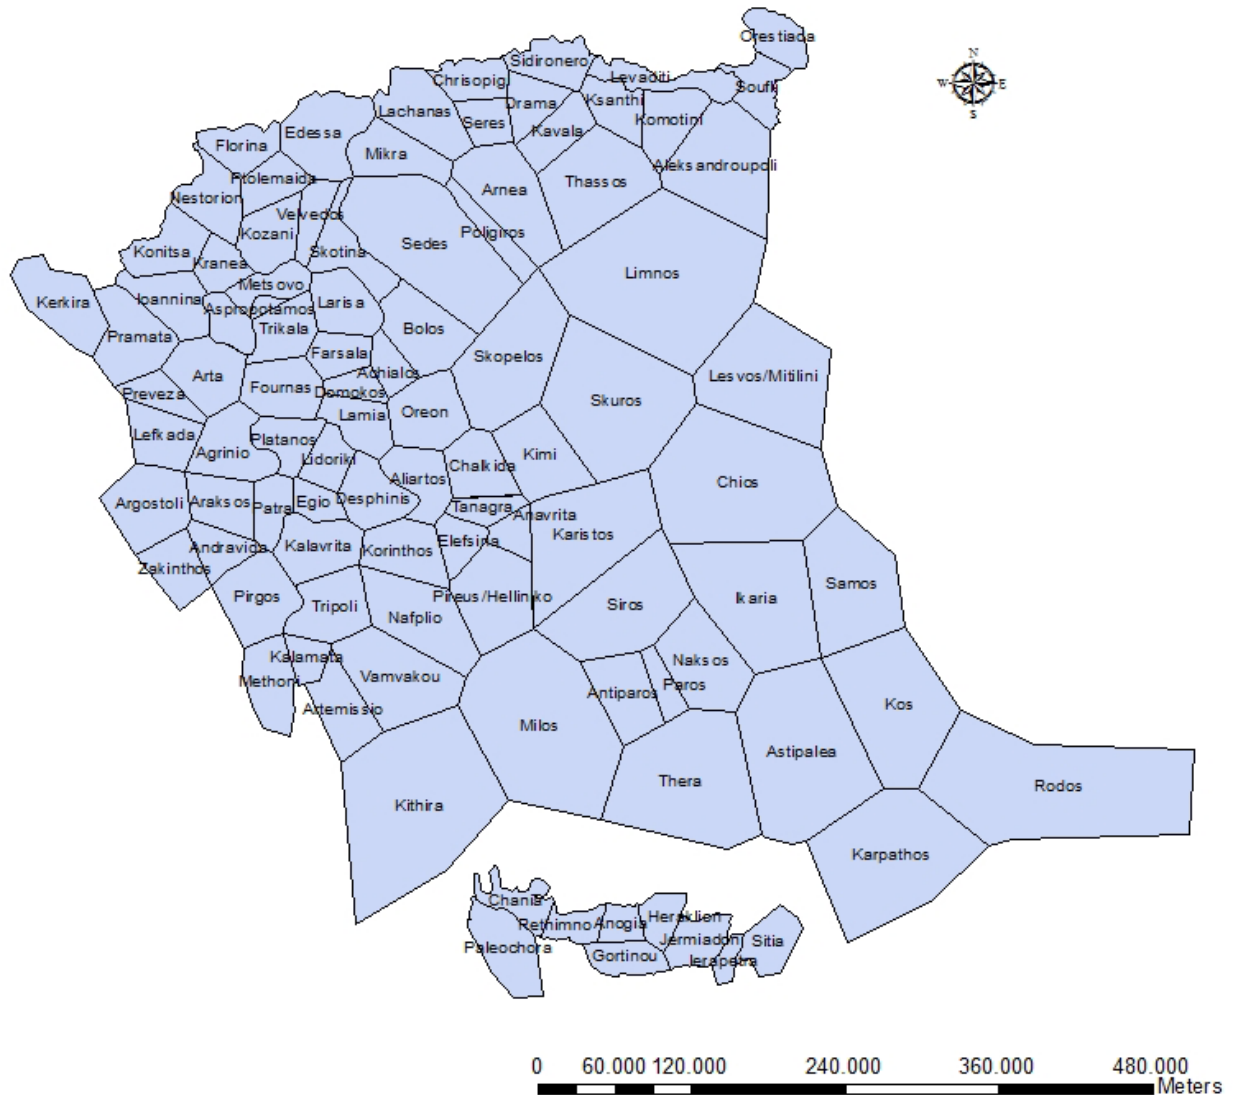 Orestiada
N
W
E
S
Sidironero
Chrisopig
Levaditi
Soufli
Lachanas
Drama
Ksanthi
Komotini
Seres
Kavala
Edessa
Florina
Mikra
Aleksandroupoli
Ptolemaida
Arnea
Thassos
Nestorion
Velvedos
Kozani
Poligiros
Sedes
Skotina
Konitsa
Kranea
Limnos
Metsovo
Kerkira
Ioannina
Larisa
Aspropotamos
Trikala
Bolos
Pramata
Farsala
Skopelos
Arta
Achialos
Lesvos/Mitilini
Fournas
Domokos
Preveza
Skuros
Lamia
Oreon
Lefkada
Platanos
Agrinio
Lidoriki
Kimi
Chalkida
Aliartos
Chios
Argostoli
Araksos
Patra
Egio
Desphinis
Tanagra
Anavrita
Karistos
Andravida
Kalavrita
Korinthos
Elefsina
Zakinthos
Samos
Pirgos
Tripoli
Pireus/Helliniko
Siros
Ikaria
Nafplio
Kalamata
Naksos
Methoni
Vamvakou
Paros
Antiparos
Artemissio
Kos
Milos
Astipalea
Thera
Rodos
Kithira
Karpathos
Chania
Rethimno
Anogia
Heraklion
Paleochora
Jermiadon
Sitia
Gortinou
Ierapetra
0 60.000 120.000 240.000 360.000 480.000
Meters